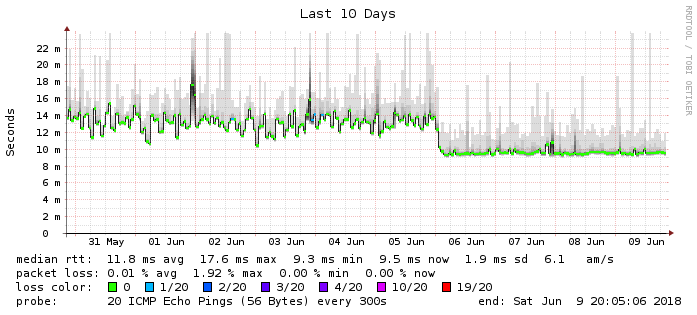 Last 10 Days
RRDTOOL / TOBI OETIKER
Seconds
22 m
20 m
18 m
16 m
14 m
12 m
10 m
8 m
6 m
4 m
2 m
0
31 May 01 Jun 02 Jun 03 Jun 04 Jun 05 Jun 06 Jun 07 Jun 08 Jun 09 Jun
median rtt: 11.8 ms avg 17.6 ms max 9.3 ms min 9.5 ms now 1.9 ms sd 6.1 am/s
packet loss: 0.01 % avg 1.92 % max 0.00 % min 0.00 % now
loss color: 0 1/20 2/20 3/20 4/20 10/20 19/20
probe: 20 ICMP Echo Pings (56 Bytes) every 300s end: Sat Jun 9 20:05:06 2018